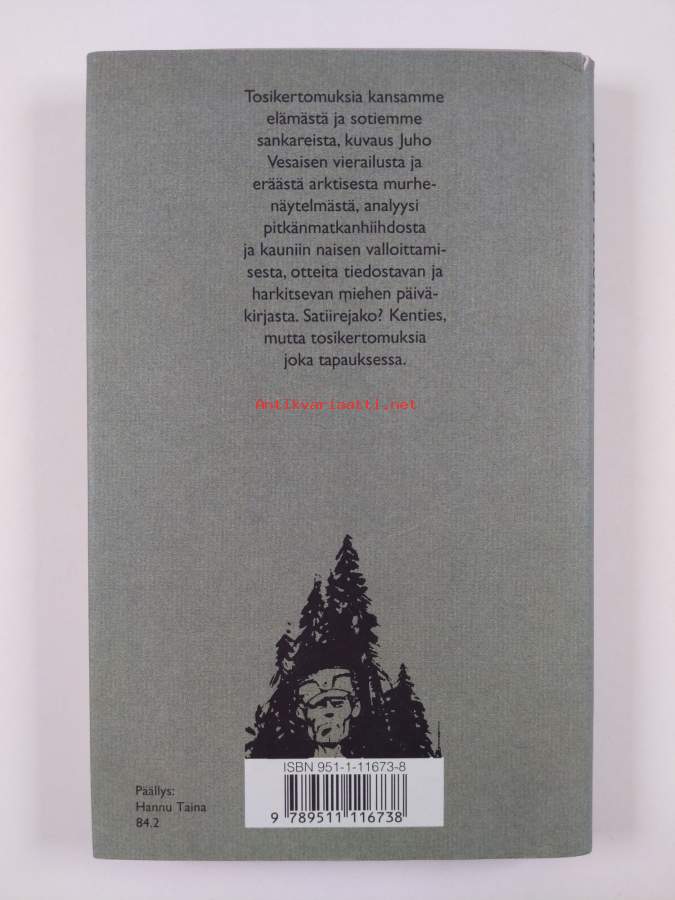 Tosikertomuksia kansamme
elämästä ja sotiemme
sankareista, kuvaus Juho
Vesaisen vierailusta ja
eräästä arktisesta murhe-
näytelmästä, analyysi
pitkänmatkanhiihdosta
ja kauniin naisen valloittami-
sesta, otteita tiedostavan ja
harkitsevan miehen päivä-
kirjasta. Satiirejako? Kenties,
mutta tosikertomuksia
joka tapauksessa.
Antikvariaatti.net
ISBN 951-1-11673-8
9 789511 116738
Päällys:
Hannu Taina
84.2